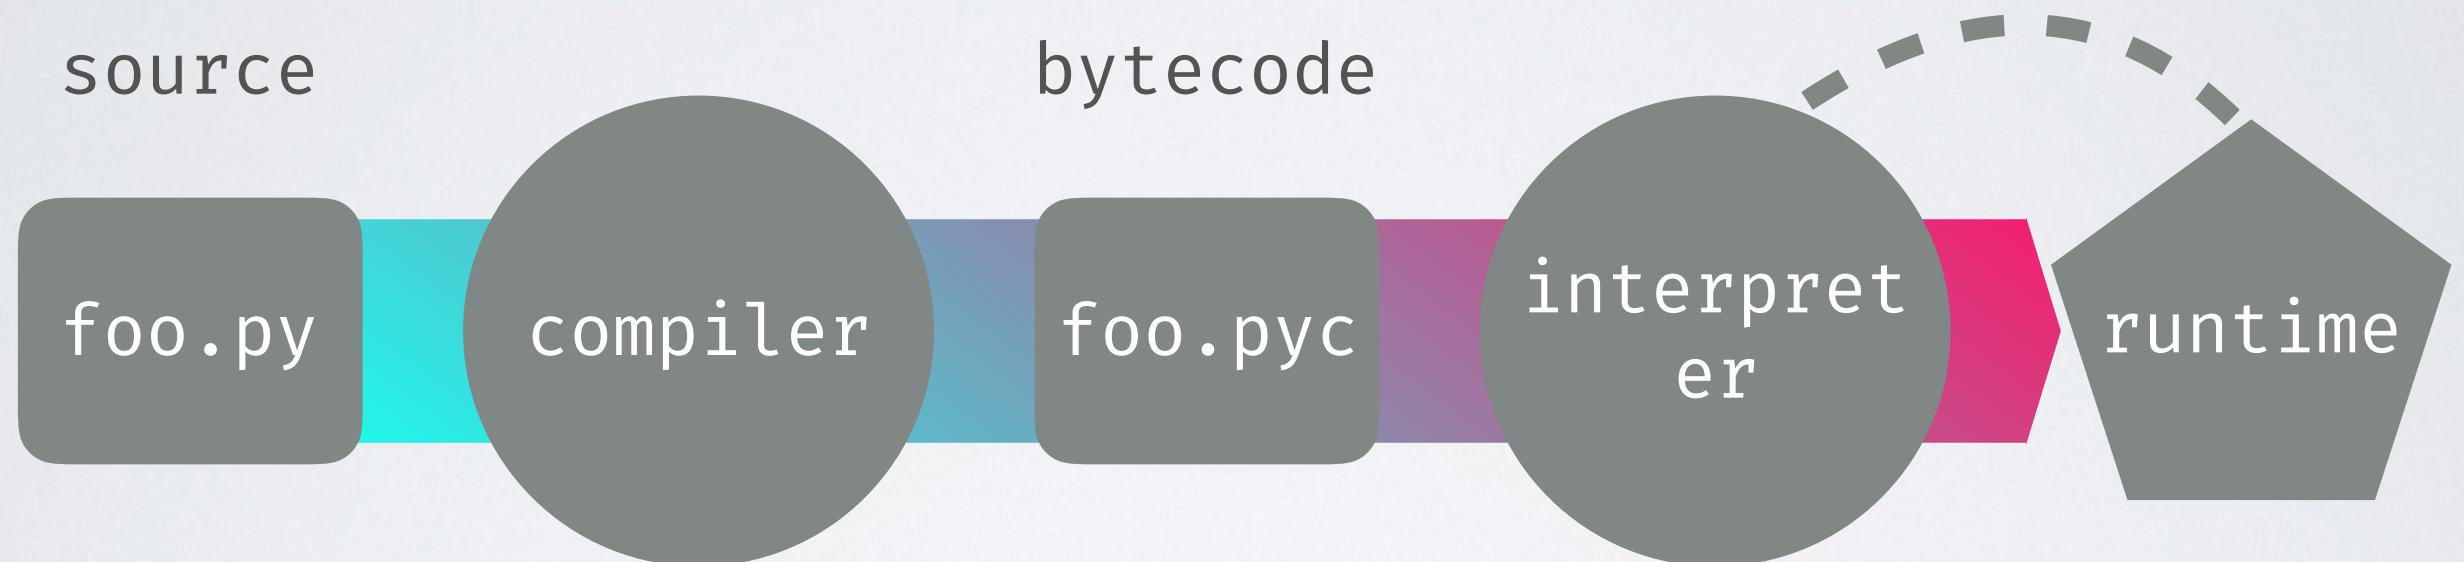 source
bytecode
foo.py
compiler
foo.pyc
interpret
er
runtime